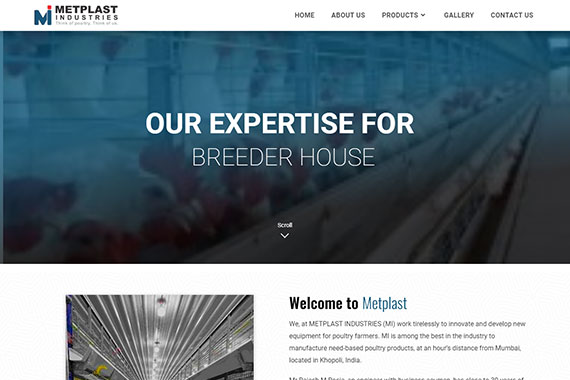 METPLAST
INDUSTRIES
Think of poultry. Think of us.
HOME ABOUT US PRODUCTS GALLERY CONTACT US
OUR EXPERTISE FOR
BREEDER HOUSE
Scroll
Welcome to Metplast
We, at METPLAST INDUSTRIES (MI) work tirelessly to innovate and develop new
equipment for poultry farmers. MI is among the best in the industry to
manufacture need-based poultry products, at an hour's distance from Mumbai,
located in Khopoli, India.